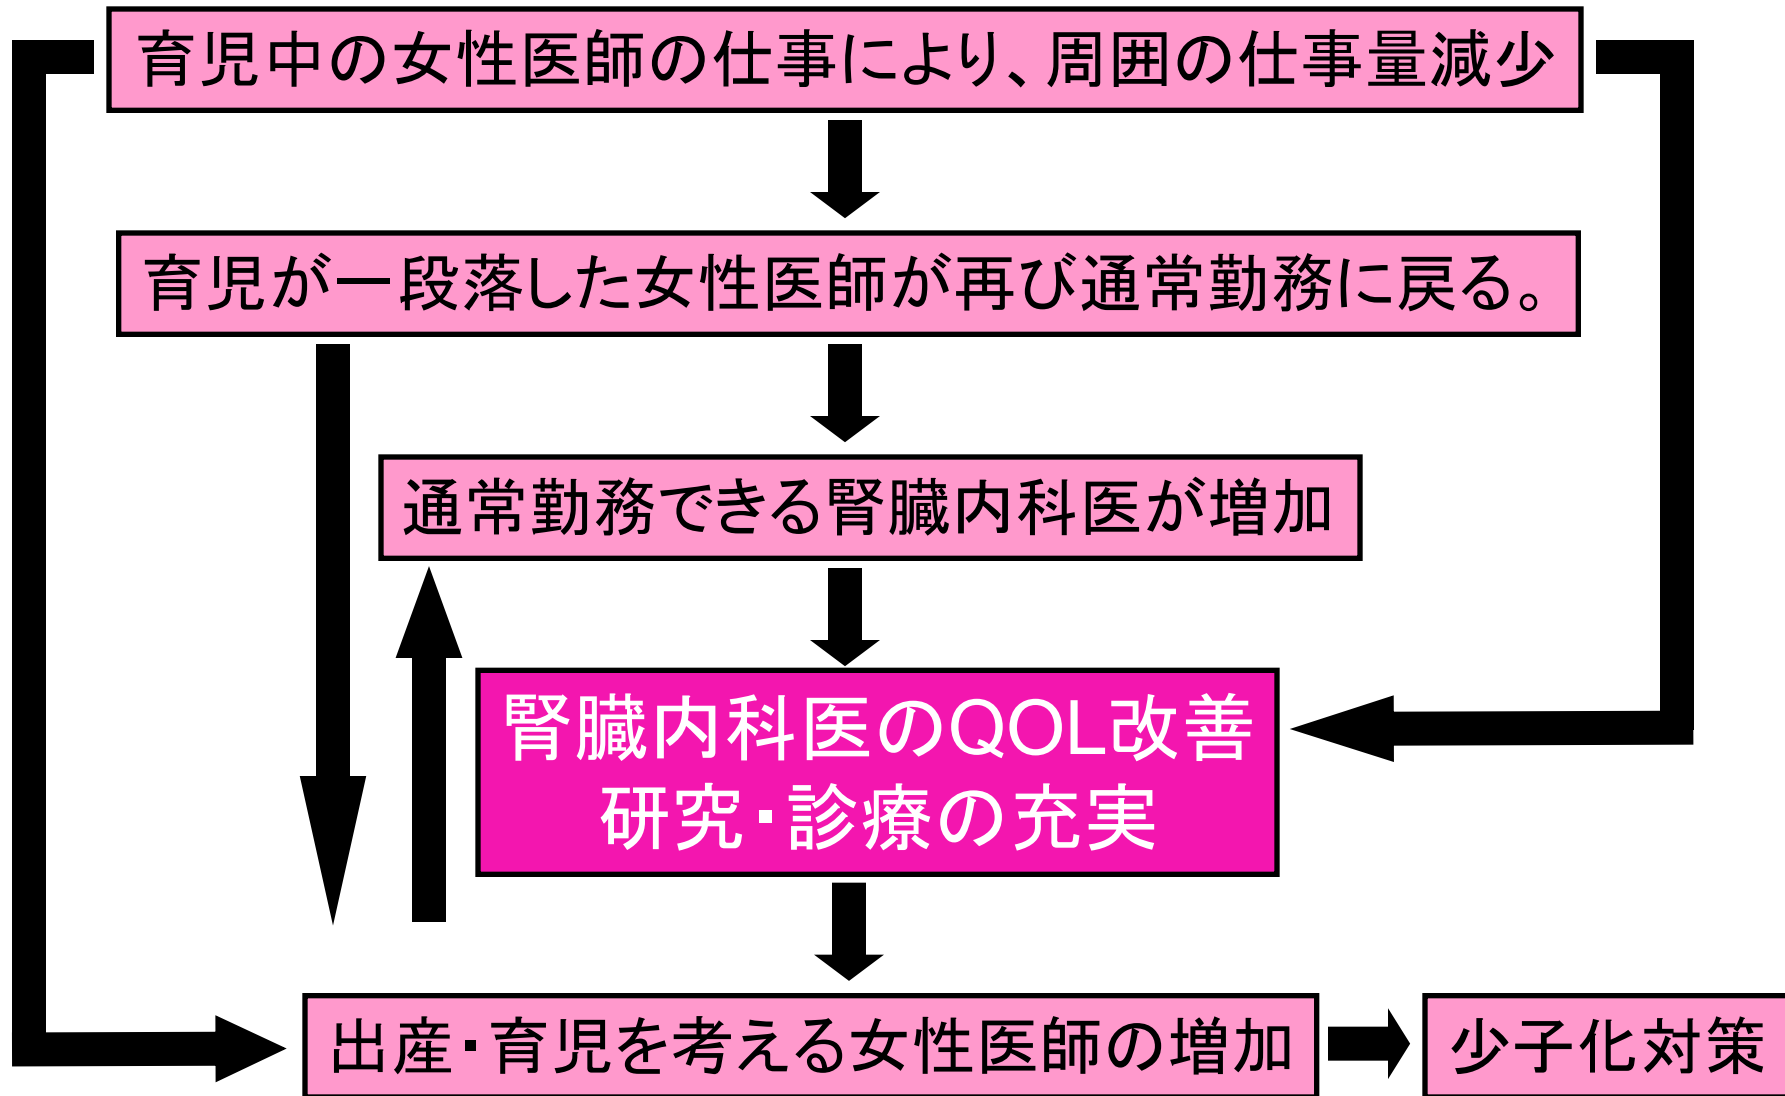 育児中の女性医師の仕事により、周囲の仕事量減少
育児が一段落した女性医師が再び通常勤務に戻る。
通常勤務できる腎臓内科医が増加
腎臓内科医のQOL改善
研究・診療の充実
出産・育児を考える女性医師の増加
少子化対策